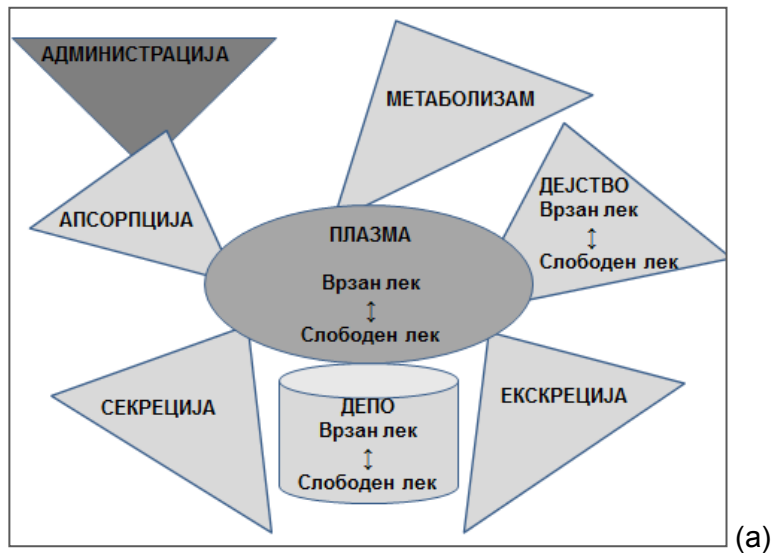 АДМИНИСТРАЦИЈА
МЕТАБОЛИЗАМ
АПСОРПЦИЈА
ДЕЈСТВО
Врзан лек
↕
Слободен лек
ПЛАЗМА
Врзан лек
↕
Слободен лек
СЕКРЕЦИЈА
ДЕПО
Врзан лек
↕
Слободен лек
ЕКСКРЕЦИЈА
(а)